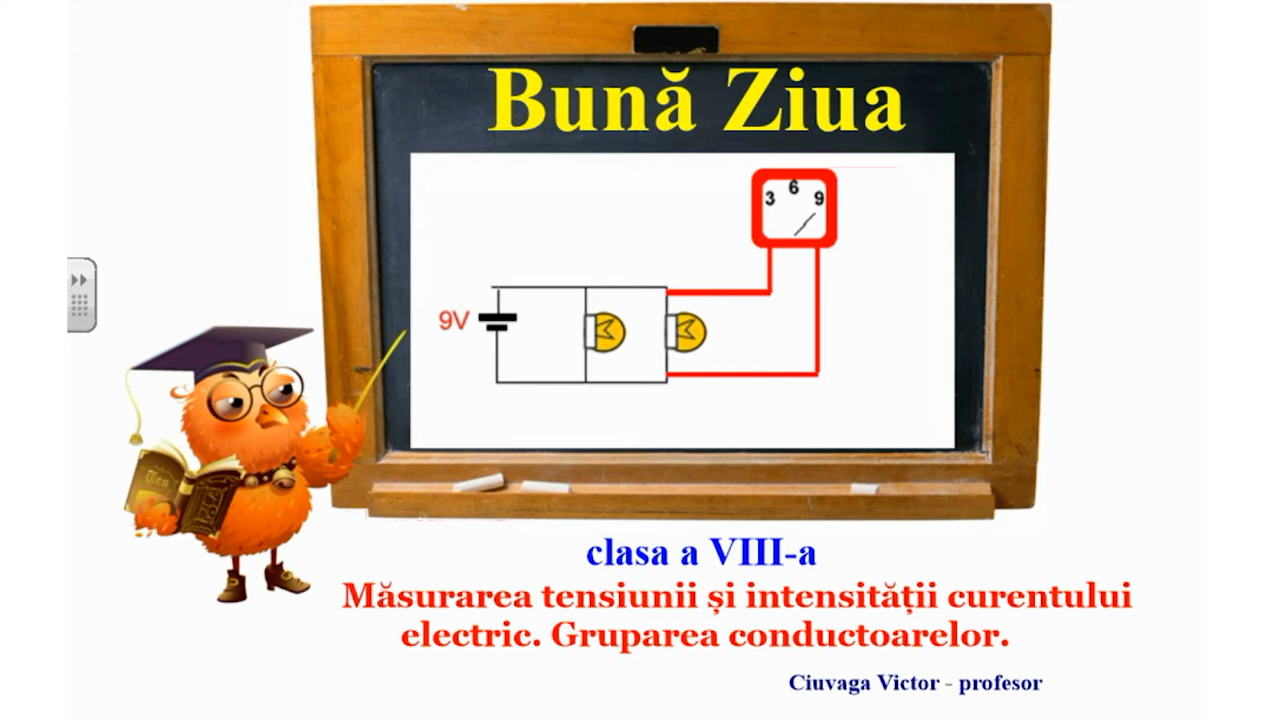 Bună Ziua
3 6 9
9V
clasa a VIII-a
Măsurarea tensiunii și intensității curentului
electric. Gruparea conductoarelor.
Ciuvaga Victor - profesor